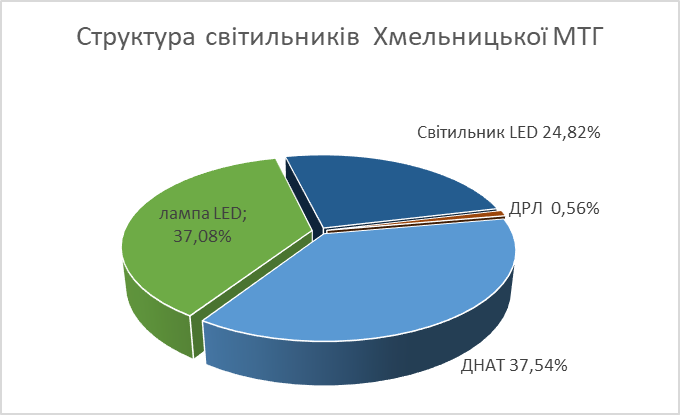 Структура світильників Хмельницької МТГ
Світильник LED 24,82%
ДРЛ 0,56%
лампа LED;
37,08%
ДНАТ 37,54%